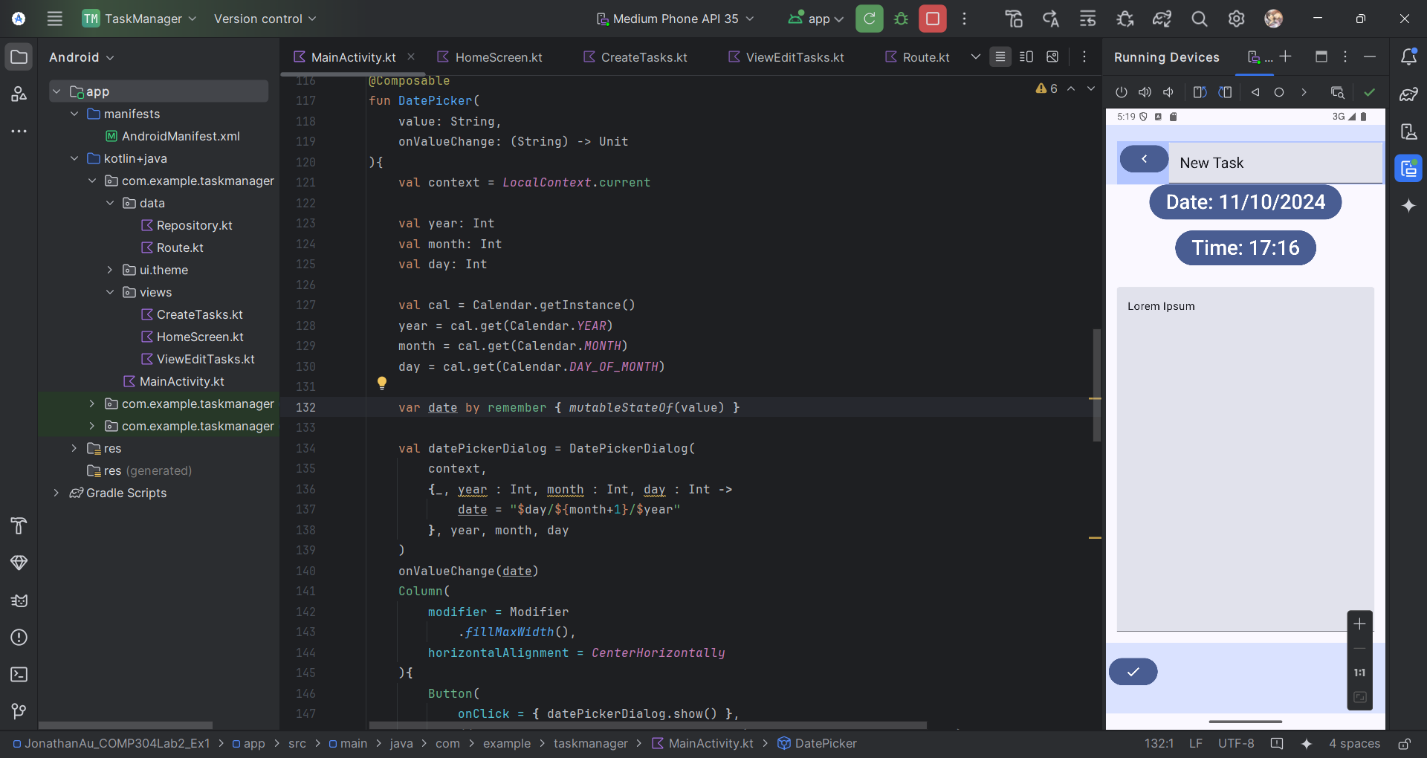 TM TaskManager Version control Medium Phone API 35 app
Android
MainActivity.kt HomeScreen.kt CreateTasks.kt ViewEditTasks.kt Route.kt
Running Devices ...
app
manifests
AndroidManifest.xml
kotlin+java
com.example.taskmanager
data
Repository.kt
Route.kt
ui.theme
views
CreateTasks.kt
HomeScreen.kt
ViewEditTasks.kt
MainActivity.kt
com.example.taskmanager
com.example.taskmanager
res
res (generated)
Gradle Scripts
6
116 @Composable
117 fun DatePicker(
118 value: String,
119 onValueChange: (String) -> Unit
120 ){
121 val context = LocalContext.current
122
123 val year: Int
124 val month: Int
125 val day: Int
126
127 val cal = Calendar.getInstance()
128 year = cal.get(Calendar.YEAR)
129 month = cal.get(Calendar.MONTH)
130 day = cal.get(Calendar.DAY_OF_MONTH)
131
132 var date by remember { mutableStateOf(value) }
133
134 val datePickerDialog = DatePickerDialog(
135 context,
136 {_, year : Int, month : Int, day : Int ->
137 date = "$day/${month+1}/$year"
138 }, year, month, day
139 )
140 onValueChange(date)
141 Column(
142 modifier = Modifier
143 .fillMaxWidth(),
144 horizontalAlignment = CenterHorizontally
145 ){
146 Button(
147 onClick = { datePickerDialog.show() },
5:19 3G
New Task
Date: 11/10/2024
Time: 17:16
Lorem Ipsum
1:1
JonathanAu_COMP304Lab2_Ex1 > app > src > main > java > com > example > taskmanager > MainActivity.kt > DatePicker
132:1 LF UTF-8 4 spaces